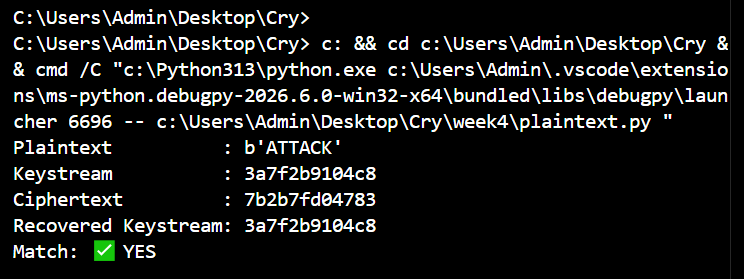 C:\Users\Admin\Desktop\Cry>
C:\Users\Admin\Desktop\Cry> c: && cd c:\Users\Admin\Desktop\Cry &
& cmd /C "c:\Python313\python.exe c:\Users\Admin\.vscode\extensio
ns\ms-python.debugpy-2026.6.0-win32-x64\bundled\libs\debugpy\laun
cher 6696 -- c:\Users\Admin\Desktop\Cry\week4\plaintext.py "
Plaintext          : b'ATTACK'
Keystream          : 3a7f2b9104c8
Ciphertext         : 7b2b7fd04783
Recovered Keystream: 3a7f2b9104c8
Match: ✅ YES